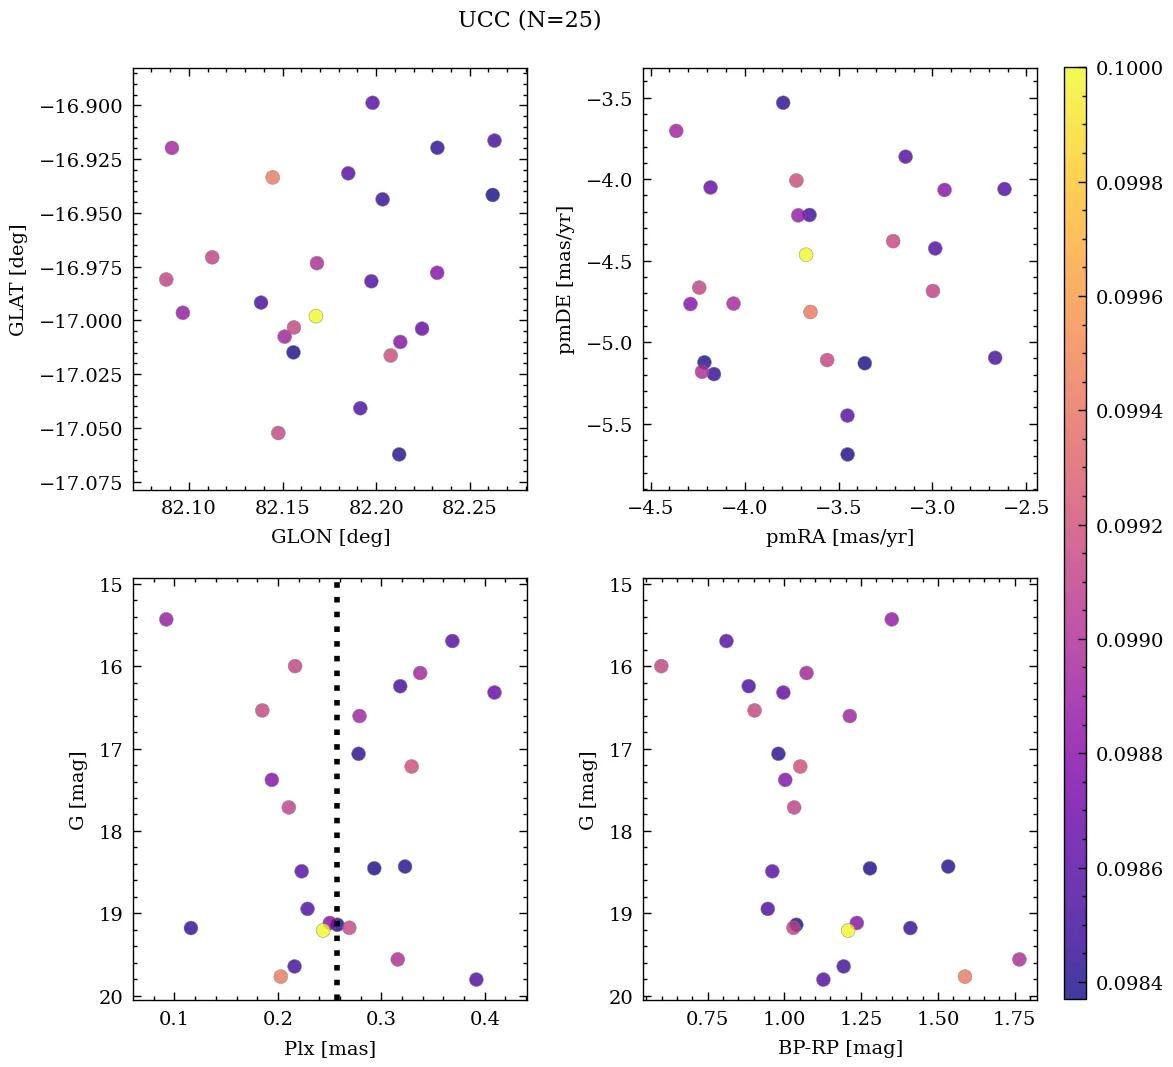 UCC (N=25)
−16.900
−16.925
−16.950
−16.975
−17.000
−17.025
−17.050
−17.075
GLAT [deg]
82.10 82.15 82.20 82.25
GLON [deg]
−3.5
−4.0
−4.5
−5.0
−5.5
pmDE [mas/yr]
−4.5 −4.0 −3.5 −3.0 −2.5
pmRA [mas/yr]
15
16
17
18
19
20
G [mag]
0.1 0.2 0.3 0.4
Plx [mas]
15
16
17
18
19
20
G [mag]
0.75 1.00 1.25 1.50 1.75
BP-RP [mag]
0.1000
0.0998
0.0996
0.0994
0.0992
0.0990
0.0988
0.0986
0.0984